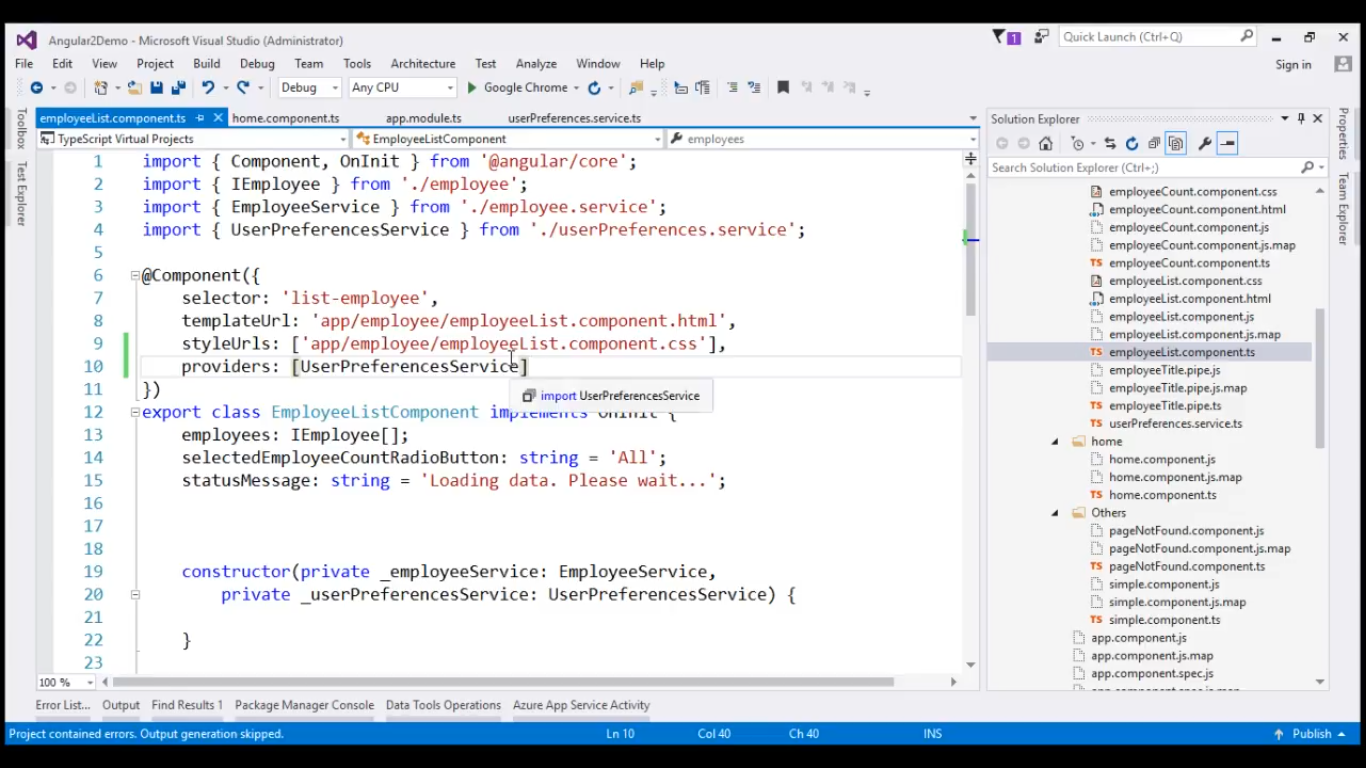 Angular2Demo - Microsoft Visual Studio (Administrator)
1
Quick Launch (Ctrl+Q)
File Edit View Project Build Debug Team Tools Architecture Test Analyze Window Help
Sign in
Debug Any CPU Google Chrome
Toolbox
Test Explorer
employeeList.component.ts home.component.ts app.module.ts userPreferences.service.ts
TypeScript Virtual Projects EmployeeListComponent employees
1 import { Component, OnInit } from '@angular/core';
2 import { IEmployee } from './employee';
3 import { EmployeeService } from './employee.service';
4 import { UserPreferencesService } from './userPreferences.service';
5
6 @Component({
7 selector: 'list-employee',
8 templateUrl: 'app/employee/employeeList.component.html',
9 styleUrls: ['app/employee/employeeList.component.css'],
10 providers: [UserPreferencesService]
11 })
import UserPreferencesService
12 export class EmployeeListComponent implements OnInit {
13 employees: IEmployee[];
14 selectedEmployeeCountRadioButton: string = 'All';
15 statusMessage: string = 'Loading data. Please wait...';
16
17
18
19 constructor(private _employeeService: EmployeeService,
20 private _userPreferencesService: UserPreferencesService) {
21
22 }
23
100 %
Solution Explorer
Search Solution Explorer (Ctrl+;)
employeeCount.component.css
employeeCount.component.html
employeeCount.component.js
employeeCount.component.js.map
TS employeeCount.component.ts
employeeList.component.css
employeeList.component.html
employeeList.component.js
employeeList.component.js.map
TS employeeList.component.ts
employeeTitle.pipe.js
employeeTitle.pipe.js.map
TS employeeTitle.pipe.ts
TS userPreferences.service.ts
home
home.component.js
home.component.js.map
TS home.component.ts
Others
pageNotFound.component.js
pageNotFound.component.js.map
TS pageNotFound.component.ts
simple.component.js
simple.component.js.map
TS simple.component.ts
app.component.js
app.component.js.map
app.component.spec.js
Properties
Team Explorer
Error List... Output Find Results 1 Package Manager Console Data Tools Operations Azure App Service Activity
Project contained errors. Output generation skipped. Ln 10 Col 40 Ch 40 INS Publish